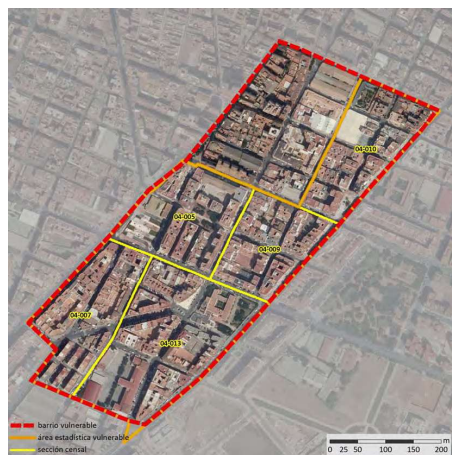 04-010
04-005
04-009
04-007
04-013
barrio vulnerable
área estadística vulnerable
sección censal
m
0 25 50 100 150 200